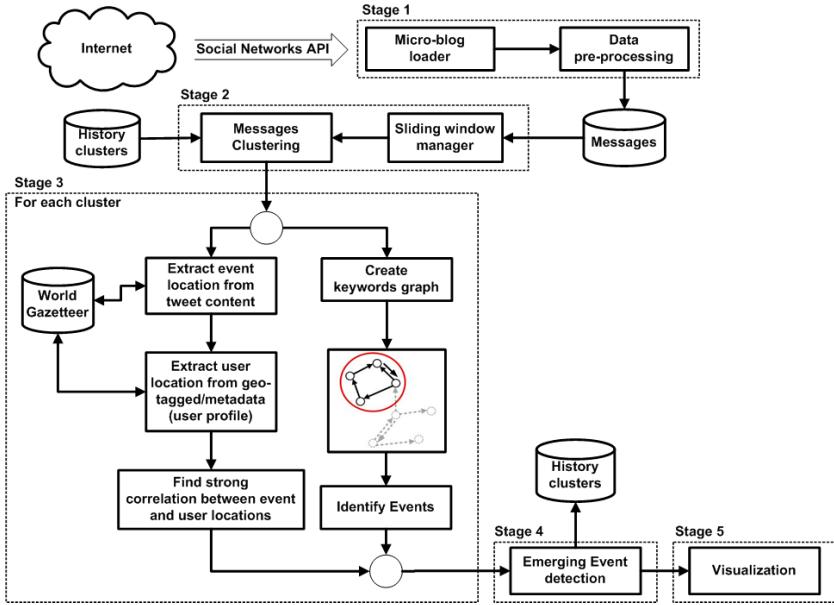 Stage 1
Internet
Social Networks API
Micro-blog
loader
Data
pre-processing
Stage 2
History
clusters
Messages
Clustering
Sliding window
manager
Messages
Stage 3
For each cluster
World
Gazetteer
Extract event
location from
tweet content
Create
keywords graph
Extract user
location from geo-
tagged/metadata
(user profile)
Find strong
correlation between event
and user locations
Identify Events
History
clusters
Stage 4
Emerging Event
detection
Stage 5
Visualization